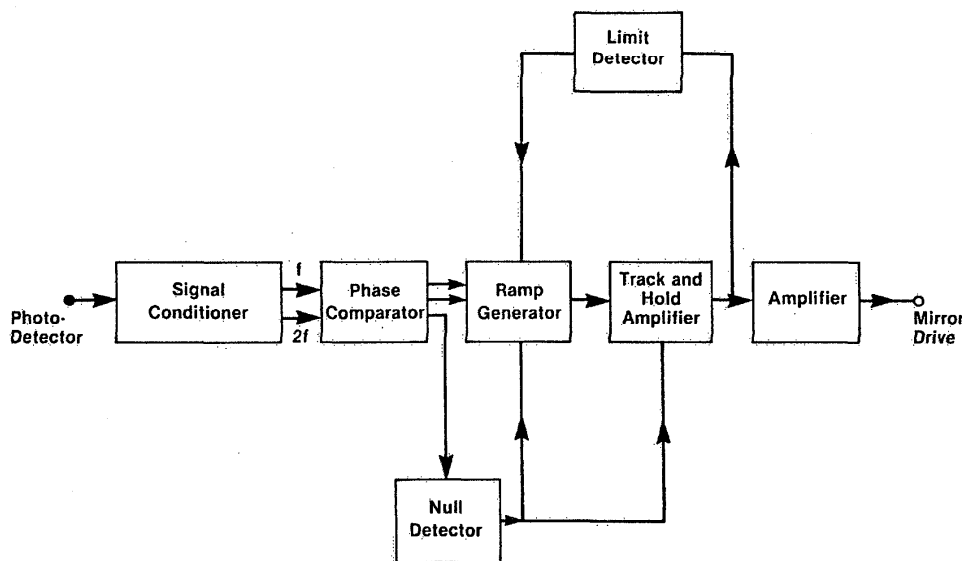 Limit
Detector
Signal
Conditioner
f
2f
Phase
Comparator
Ramp
Generator
Track and
Hold
Amplifier
Amplifier
Photo-
Detector
Mirror
Drive
Null
Detector